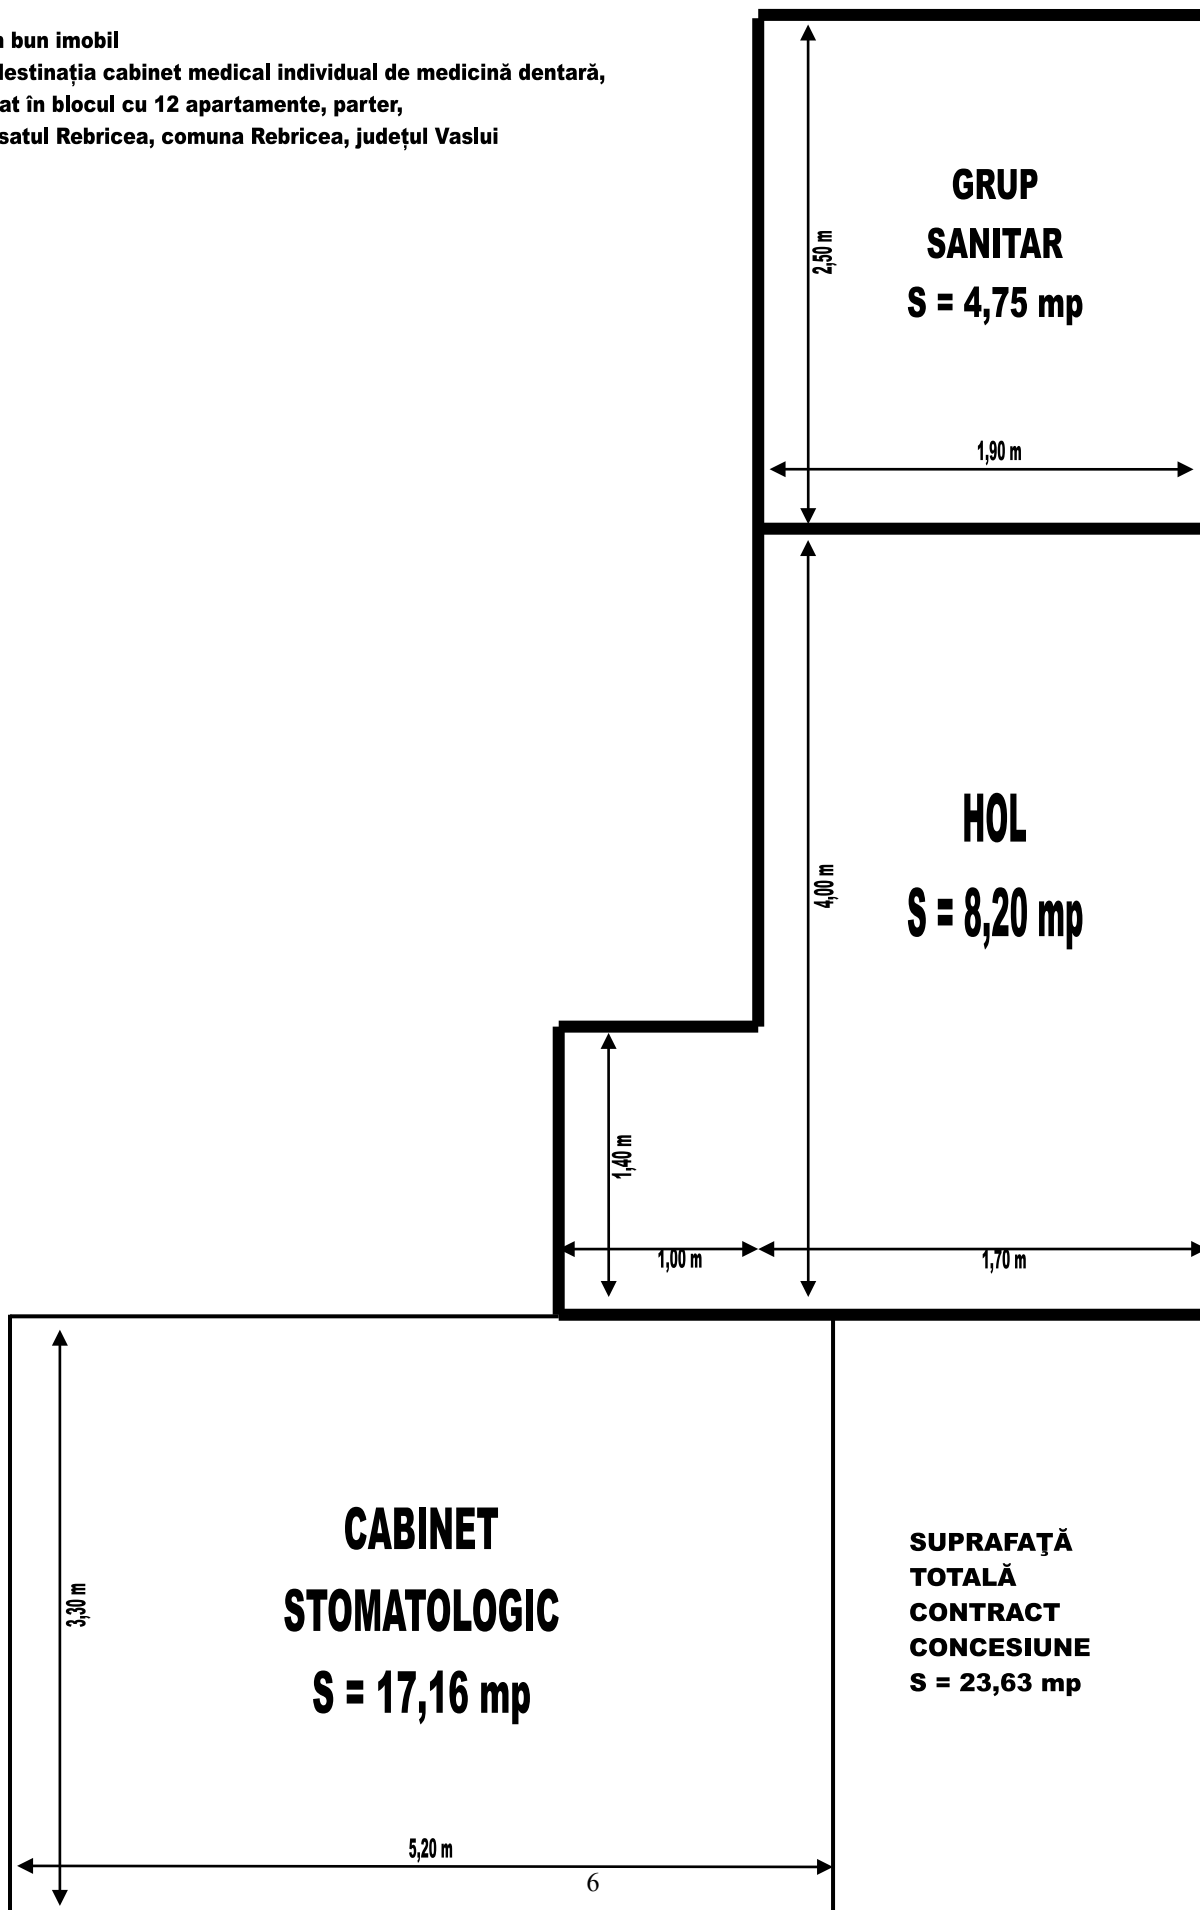 bun imobil
destinația cabinet medical individual de medicină dentară,
at în blocul cu 12 apartamente, parter,
satul Rebricea, comuna Rebricea, județul Vaslui
GRUP
SANITAR
S = 4,75 mp
2,50 m
1,90 m
HOL
S = 8,20 mp
4,00 m
1,40 m
1,00 m
1,70 m
CABINET
STOMATOLOGIC
S = 17,16 mp
3,30 m
5,20 m
SUPRAFAŢĂ
TOTALĂ
CONTRACT
CONCESIUNE
S = 23,63 mp
6